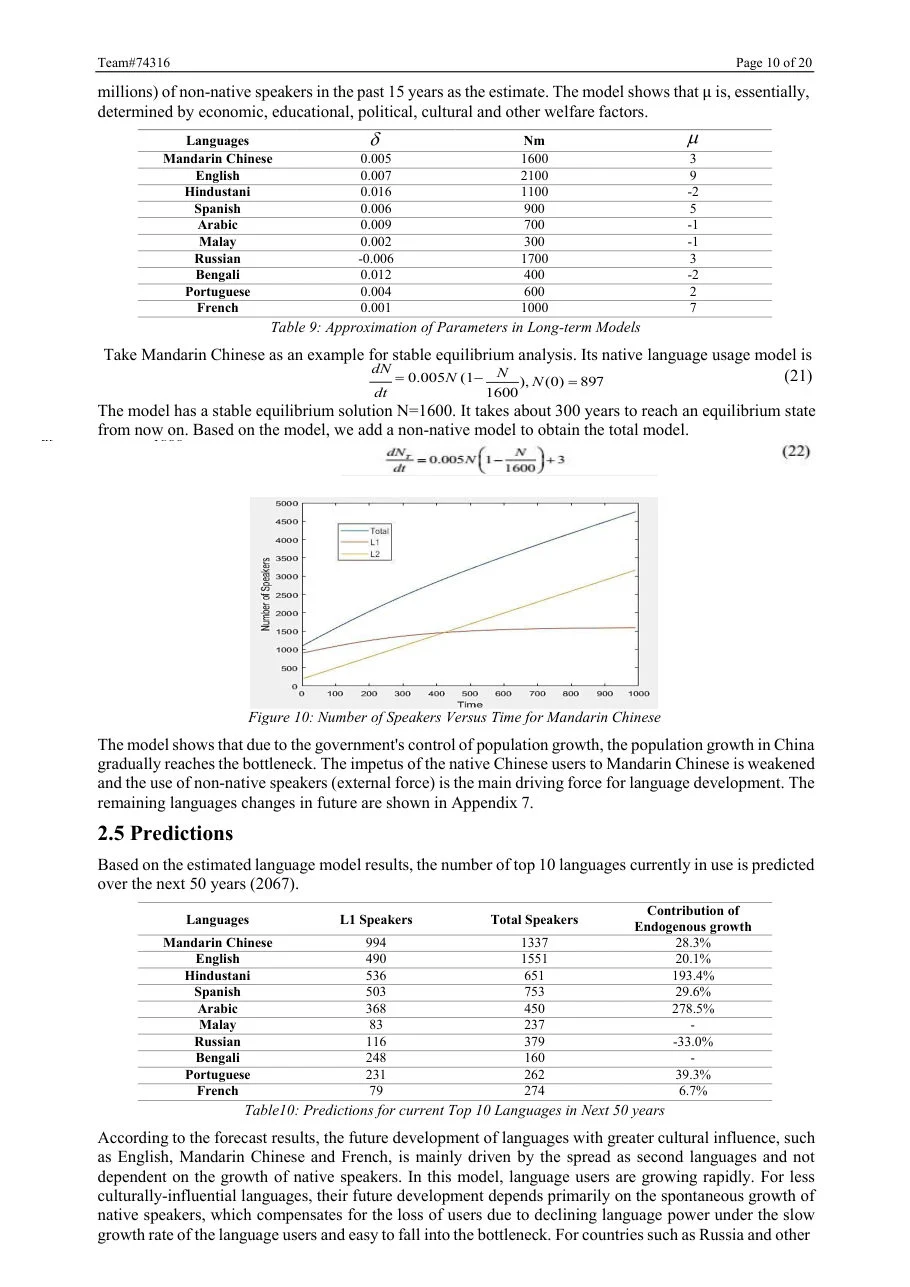 Team#74316 Page 10 of 20
millions) of non-native speakers in the past 15 years as the estimate. The model shows that μ is, essentially,
determined by economic, educational, political, cultural and other welfare factors.
Languages δ Nm μ
Mandarin Chinese 0.005 1600 3
English 0.007 2100 9
Hindustani 0.016 1100 -2
Spanish 0.006 900 5
Arabic 0.009 700 -1
Malay 0.002 300 -1
Russian -0.006 1700 3
Bengali 0.012 400 -2
Portuguese 0.004 600 2
French 0.001 1000 7
Table 9: Approximation of Parameters in Long-term Models
Take Mandarin Chinese as an example for stable equilibrium analysis. Its native language usage model is
dN/dt = 0.005N (1− N/1600), N(0) = 897 (21)
The model has a stable equilibrium solution N=1600. It takes about 300 years to reach an equilibrium state
from now on. Based on the model, we add a non-native model to obtain the total model.
dN_T/dt = 0.005N(1− N/1600)+3 (22)
5000
4500
4000
3500
3000
2500
2000
1500
1000
500
0
Number of Speakers
Total
L1
L2
0 100 200 300 400 500 600 700 800 900 1000
Time
Figure 10: Number of Speakers Versus Time for Mandarin Chinese
The model shows that due to the government's control of population growth, the population growth in China
gradually reaches the bottleneck. The impetus of the native Chinese users to Mandarin Chinese is weakened
and the use of non-native speakers (external force) is the main driving force for language development. The
remaining languages changes in future are shown in Appendix 7.
2.5 Predictions
Based on the estimated language model results, the number of top 10 languages currently in use is predicted
over the next 50 years (2067).
Languages L1 Speakers Total Speakers Contribution of
Endogenous growth
Mandarin Chinese 994 1337 28.3%
English 490 1551 20.1%
Hindustani 536 651 193.4%
Spanish 503 753 29.6%
Arabic 368 450 278.5%
Malay 83 237 -
Russian 116 379 -33.0%
Bengali 248 160 -
Portuguese 231 262 39.3%
French 79 274 6.7%
Table10: Predictions for current Top 10 Languages in Next 50 years
According to the forecast results, the future development of languages with greater cultural influence, such
as English, Mandarin Chinese and French, is mainly driven by the spread as second languages and not
dependent on the growth of native speakers. In this model, language users are growing rapidly. For less
culturally-influential languages, their future development depends primarily on the spontaneous growth of
native speakers, which compensates for the loss of users due to declining language power under the slow
growth rate of the language users and easy to fall into the bottleneck. For countries such as Russia and other